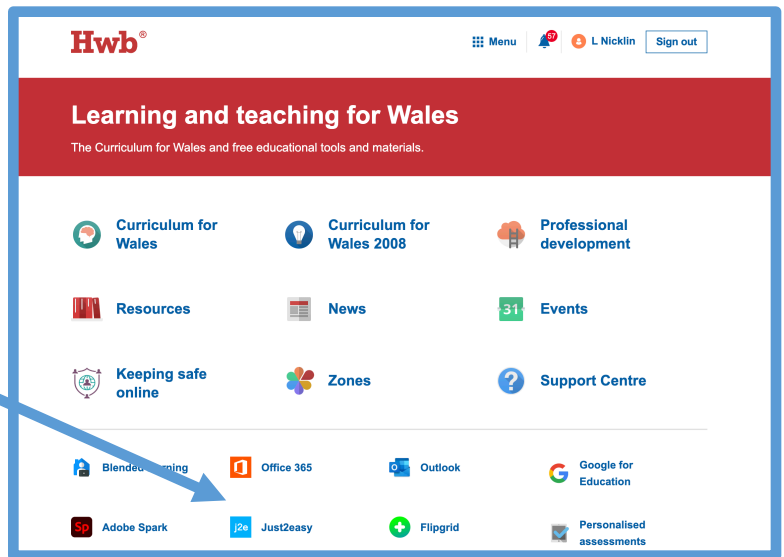 Hwb®
Menu 57 L Nicklin Sign out
Learning and teaching for Wales
The Curriculum for Wales and free educational tools and materials.
Curriculum for
Wales
Curriculum for
Wales 2008
Professional
development
Resources
News
31
Events
Keeping safe
online
Zones
?
Support Centre
Office 365
O
Outlook
G
Google for
Education
Sp
Adobe Spark
j2e
Just2easy
Flipgrid
Personalised
assessments
Blended